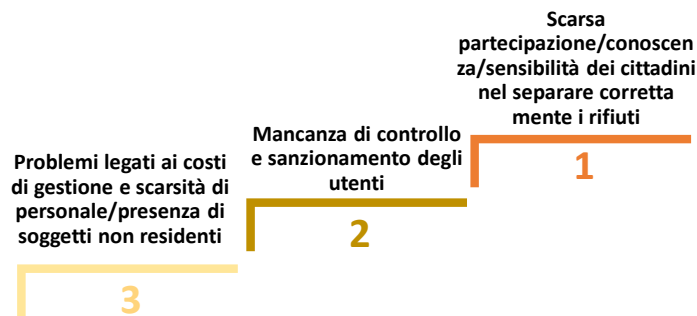 Scarsa
partecipazione/conoscen
za/sensibilità dei cittadini
nel separare corretta
mente i rifiuti
1
Mancanza di controllo
e sanzionamento degli
utenti
2
Problemi legati ai costi
di gestione e scarsità di
personale/presenza di
soggetti non residenti
3